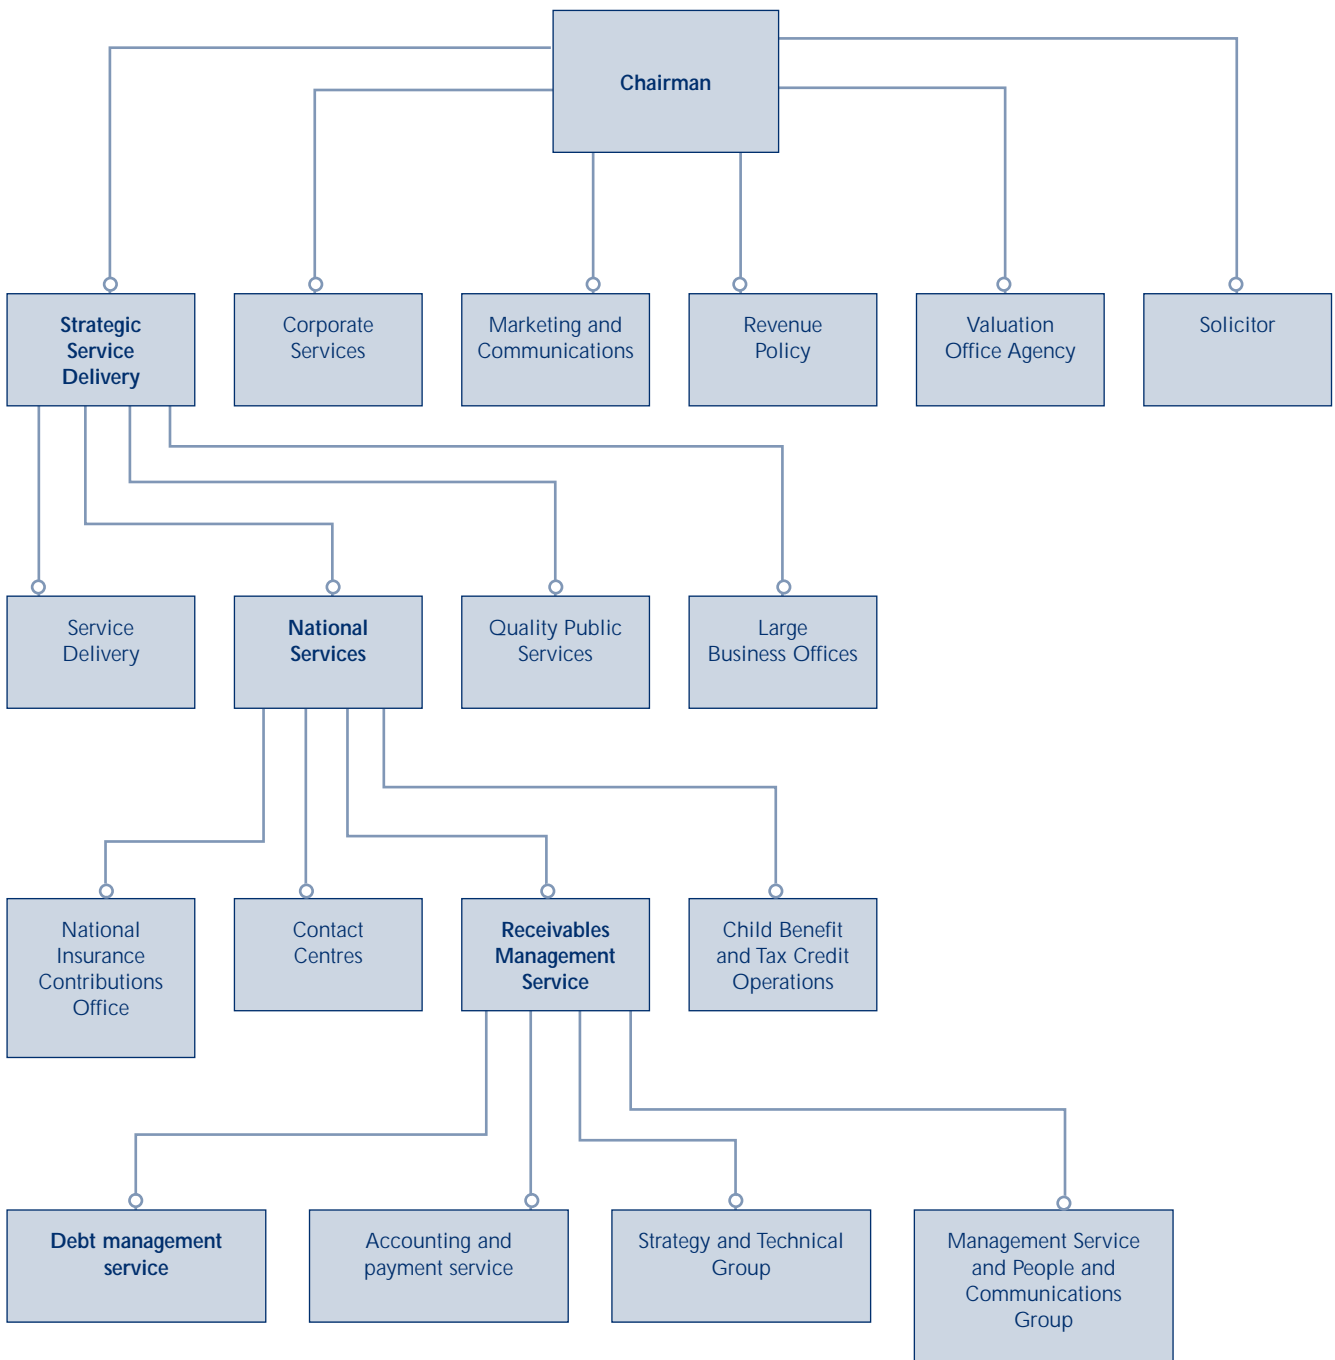 Chairman
Strategic
Service
Delivery
Corporate
Services
Marketing and
Communications
Revenue
Policy
Valuation
Office Agency
Solicitor
Service
Delivery
National
Services
Quality Public
Services
Large
Business Offices
National
Insurance
Contributions
Office
Contact
Centres
Receivables
Management
Service
Child Benefit
and Tax Credit
Operations
Debt management
service
Accounting and
payment service
Strategy and Technical
Group
Management Service
and People and
Communications
Group